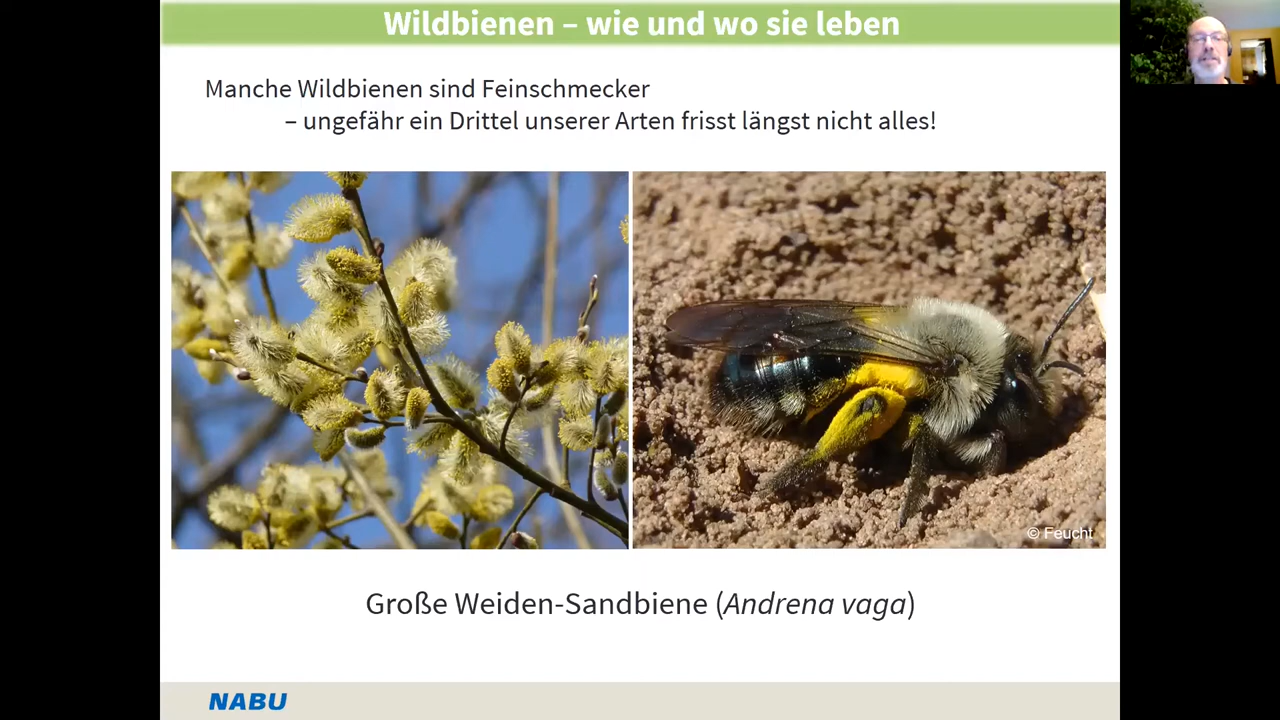 Wildbienen – wie und wo sie leben
Manche Wildbienen sind Feinschmecker
– ungefähr ein Drittel unserer Arten frisst längst nicht alles!
© Feucht
Große Weiden-Sandbiene (Andrena vaga)
NABU